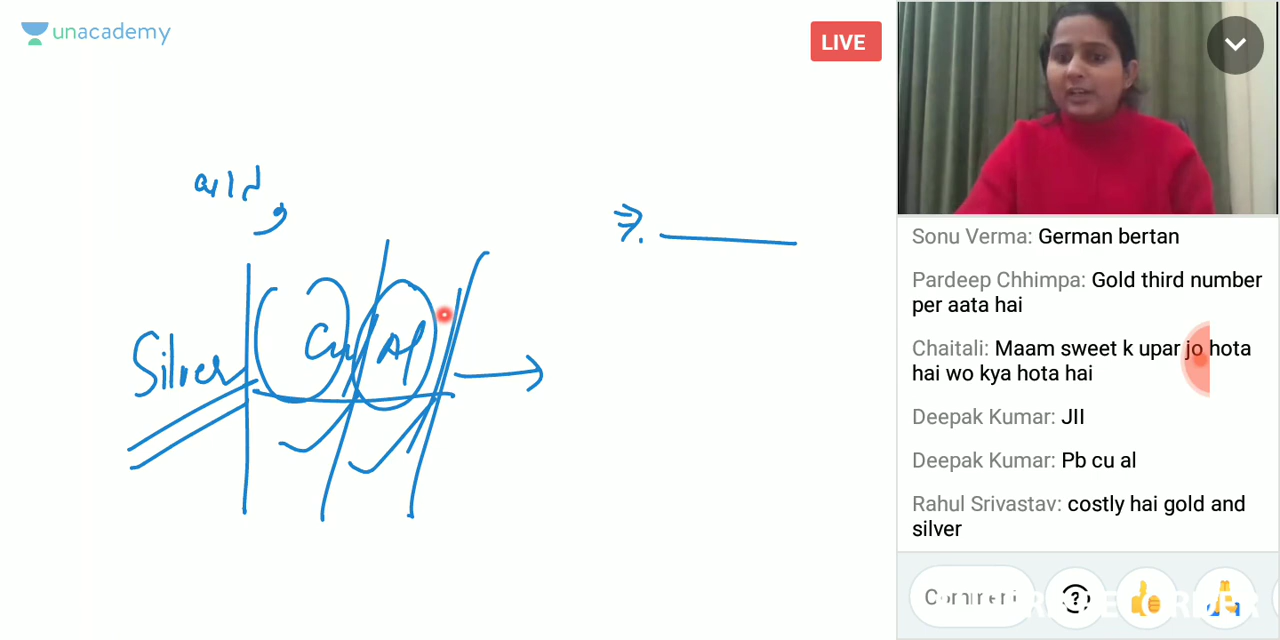 unacademy
LIVE
Silver
Cu
Al
Sonu Verma: German bertan
Pardeep Chhimpa: Gold third number
per aata hai
Chaitali: Maam sweet k upar jo hota
hai wo kya hota hai
Deepak Kumar: JII
Deepak Kumar: Pb cu al
Rahul Srivastav: costly hai gold and
silver